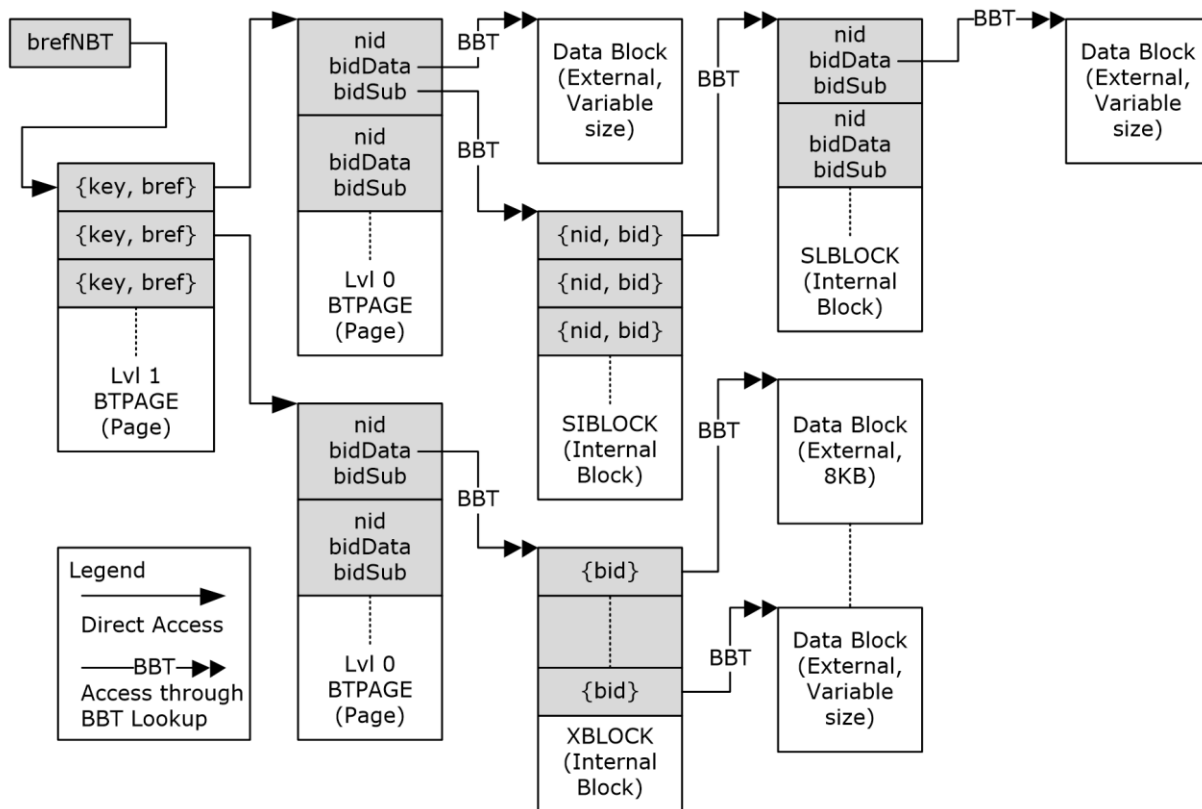 brefNBT
{key, bref}
{key, bref}
{key, bref}
Lvl 1
BTPAGE
(Page)
nid
bidData
bidSub
nid
bidData
bidSub
Lvl 0
BTPAGE
(Page)
BBT
BBT
Data Block
(External,
Variable
size)
{nid, bid}
{nid, bid}
{nid, bid}
SIBLOCK
(Internal
Block)
BBT
nid
bidData
bidSub
nid
bidData
bidSub
SLBLOCK
(Internal
Block)
BBT
Data Block
(External,
Variable
size)
nid
bidData
bidSub
nid
bidData
bidSub
Lvl 0
BTPAGE
(Page)
BBT
{bid}
{bid}
XBLOCK
(Internal
Block)
BBT
Data Block
(External,
8KB)
BBT
Data Block
(External,
Variable
size)
Legend
Direct Access
BBT
Access through
BBT Lookup